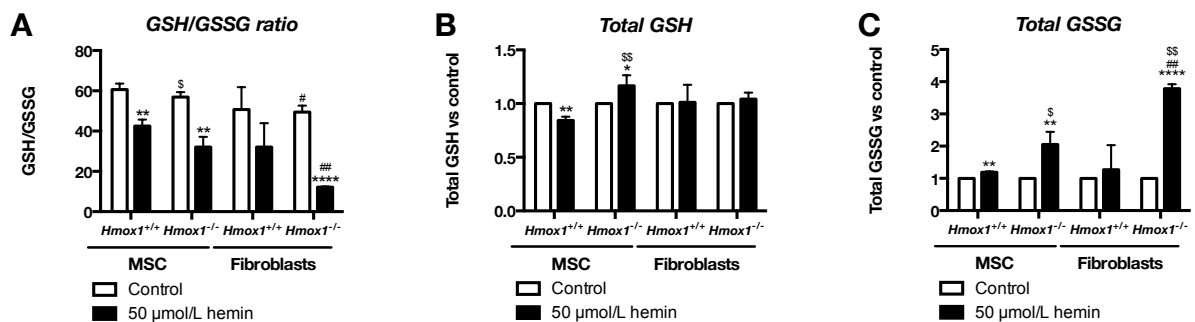 A
GSH/GSSG ratio
GSH/GSSG
80
60
40
20
0
**
$
**
#
##
****
Hmox1+/+ Hmox1-/- Hmox1+/+ Hmox1-/-
MSC Fibroblasts
Control
50 µmol/L hemin
B
Total GSH
Total GSH vs control
1.5
1.0
0.5
0.0
**
$$
*
Hmox1+/+ Hmox1-/- Hmox1+/+ Hmox1-/-
MSC Fibroblasts
Control
50 µmol/L hemin
C
Total GSSG
Total GSSG vs control
5
4
3
2
1
0
**
$
**
$$
##
****
Hmox1+/+ Hmox1-/- Hmox1+/+ Hmox1-/-
MSC Fibroblasts
Control
50 µmol/L hemin